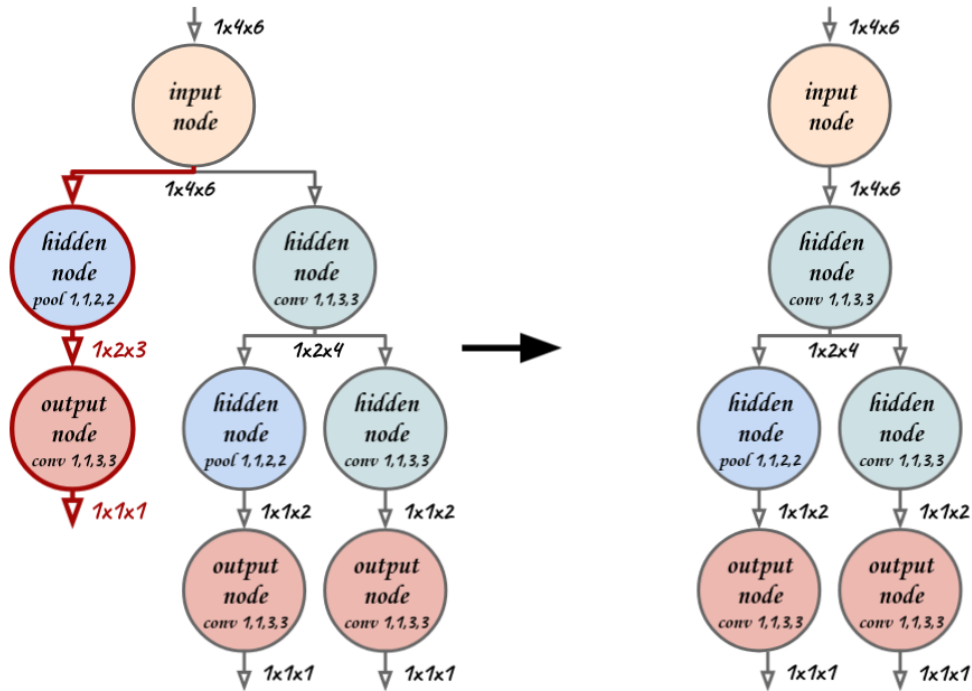 1x4x6
input
node
1x4x6
hidden
node
pool 1,1,2,2
hidden
node
conv 1,1,3,3
1x2x3
1x2x4
output
node
conv 1,1,3,3
hidden
node
pool 1,1,2,2
hidden
node
conv 1,1,3,3
1x1x1
1x1x2
1x1x2
output
node
conv 1,1,3,3
output
node
conv 1,1,3,3
1x1x1
1x1x1
1x4x6
input
node
1x4x6
hidden
node
conv 1,1,3,3
1x2x4
hidden
node
pool 1,1,2,2
hidden
node
conv 1,1,3,3
1x1x2
1x1x2
output
node
conv 1,1,3,3
output
node
conv 1,1,3,3
1x1x1
1x1x1